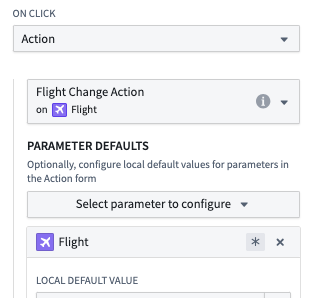 ON CLICK
Action
Flight Change Action
on Flight
PARAMETER DEFAULTS
Optionally, configure local default values for parameters in
the Action form
Select parameter to configure
Flight
LOCAL DEFAULT VALUE